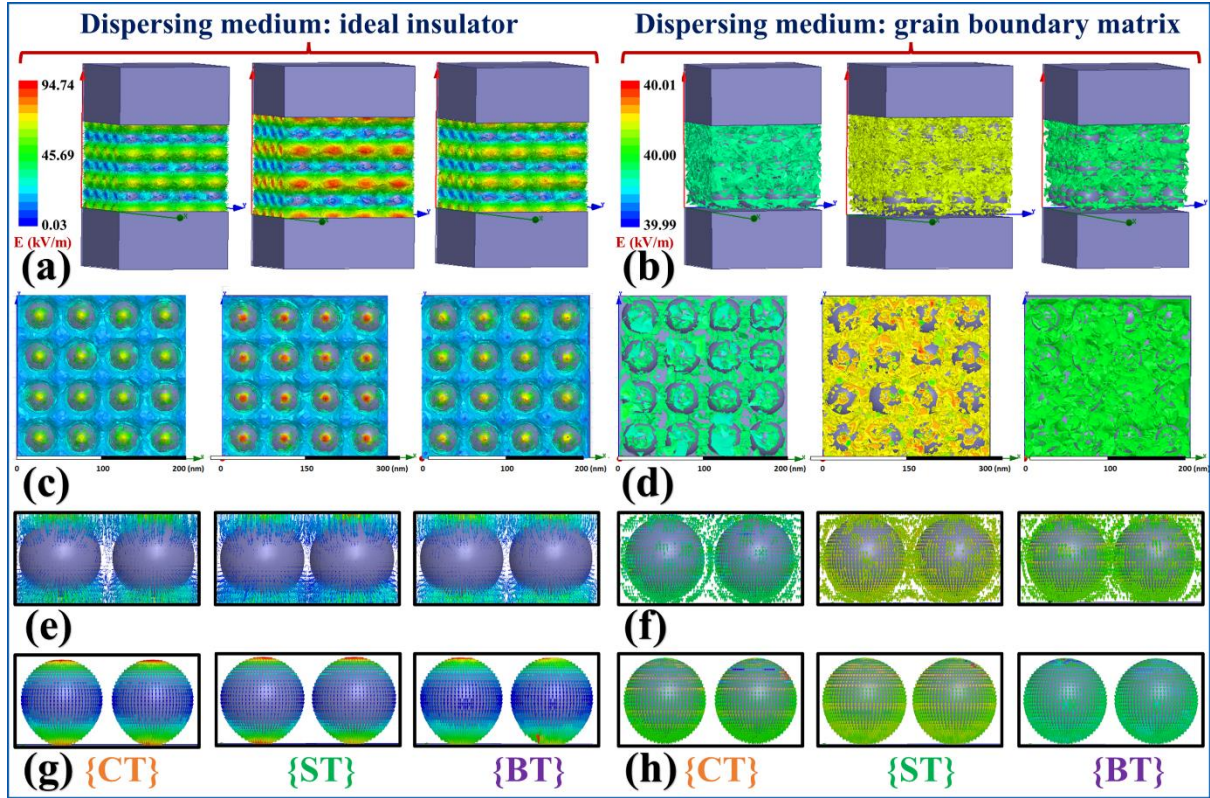 Dispersing medium: ideal insulator
Dispersing medium: grain boundary matrix
94.74
45.69
0.03
E (kV/m)
(a)
y
y
y
40.01
40.00
39.99
E (kV/m)
(b)
y
y
y
0 100 200 (nm)
0 150 300 (nm)
0 100 200 (nm)
(c)
0 100 200 (nm)
0 150 300 (nm)
0 100 200 (nm)
(d)
(e)
(f)
(g)
{CT}
{ST}
{BT}
(h)
{CT}
{ST}
{BT}